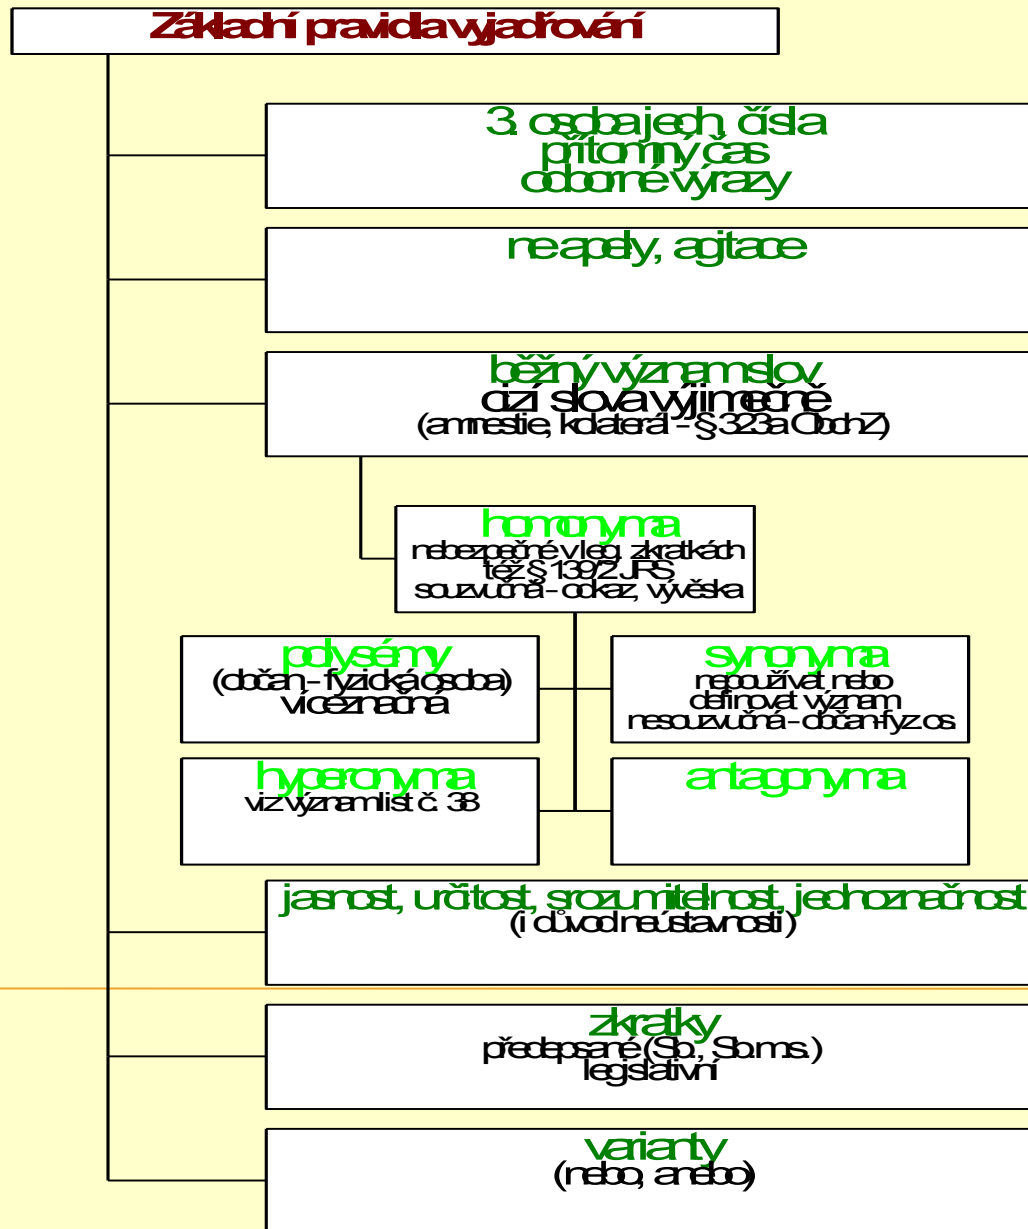 Základní pravidla vyjadřování
3. osoba jedn. čísla
přítomný čas
odborné výrazy
ne apely, agitace
běžný význam slov
cizí slova výjimečně
(amnestie, kolaterál - § 323a ObchZ)
homonyma
nebezpečné v leg. zkratkách
též § 139/2 JŘS
souzvučná - odkaz, vývěska
polysémy
(občan - fyzická osoba)
víceznačná
synonyma
nepoužívat nebo
definovat význam
nesouzvučná - občan-fyz.os.
hyperonyma
viz význam list č. 38
antagonyma
jasnost, určitost, srozumitelnost, jednoznačnost
(i důvod neústavnosti)
zkratky
předepsané (Sb., Sb.m.s.)
legislativní
varianty
(nebo, anebo)